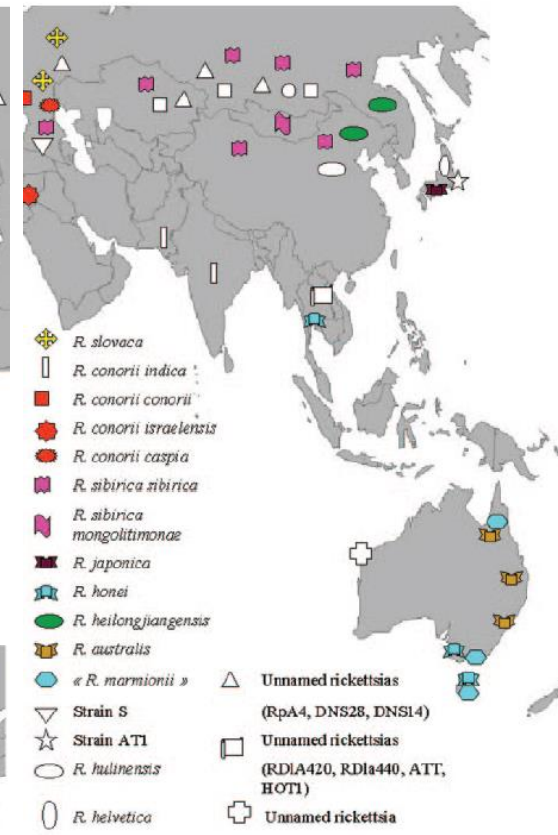 R. slovaca
R. conorii indica
R. conorii conorii
R. conorii israelensis
R. conorii caspia
R. sibirica sibirica
R. sibirica
mongolitimonae
R. japonica
R. honei
R. heilongjiangensis
R. australis
« R. marmionii »
Strain S
Strain AT1
R. hulinensis
R. helvetica
Unnamed rickettsias
(RpA4, DNS28, DNS14)
Unnamed rickettsias
(RDlA420, RDla440, ATT,
HOT1)
Unnamed rickettsia